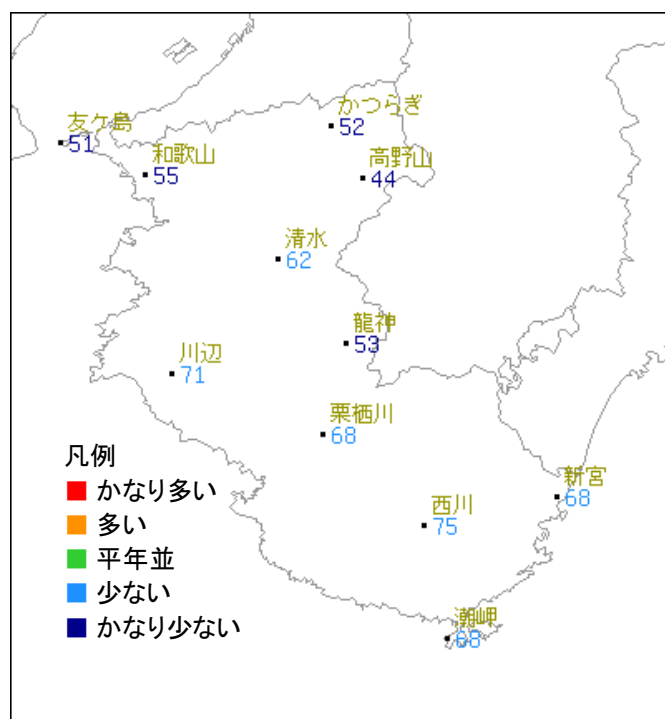 かつらぎ
52
友ケ島
51
和歌山
55
高野山
44
清水
62
龍神
53
川辺
71
栗栖川
68
新宮
68
西川
75
潮岬
68
凡例
かなり多い
多い
平年並
少ない
かなり少ない